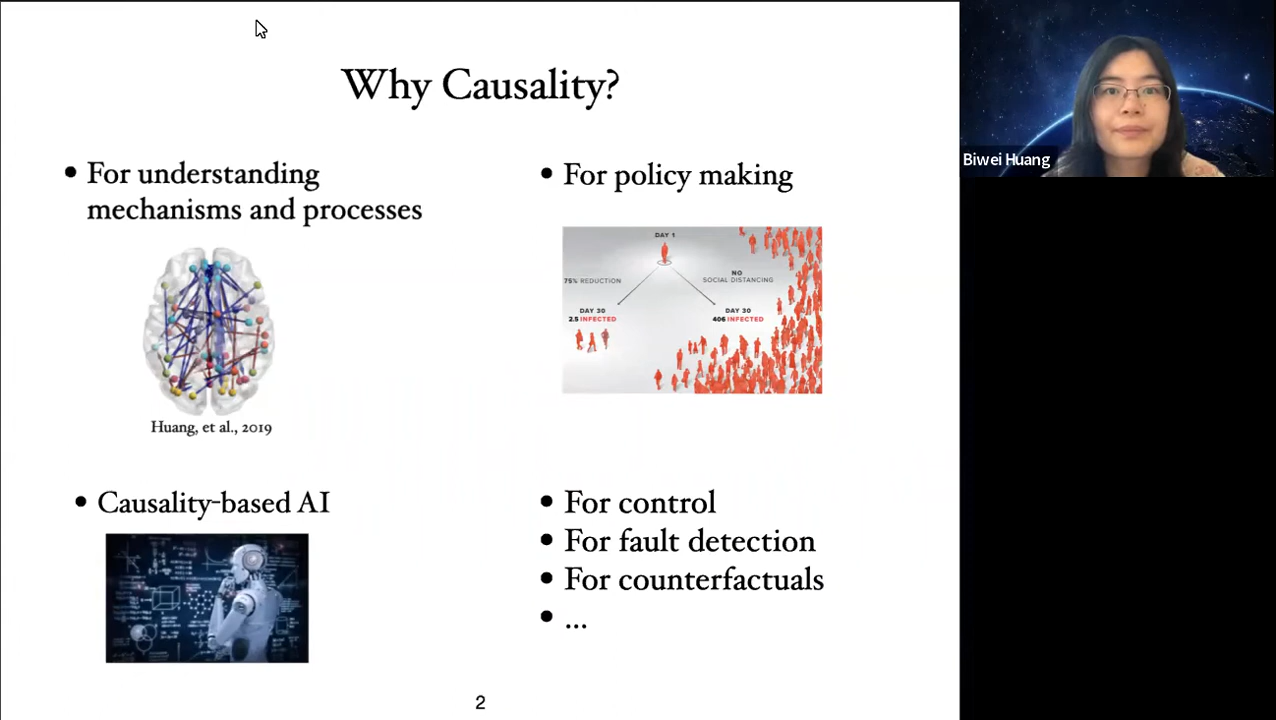 Why Causality?
• For understanding
mechanisms and processes
Huang, et al., 2019
• For policy making
DAY 1
75% REDUCTION
NO
SOCIAL DISTANCING
DAY 30
2.5 INFECTED
DAY 30
406 INFECTED
• Causality-based AI
• For control
• For fault detection
• For counterfactuals
• ...
2
Biwei Huang